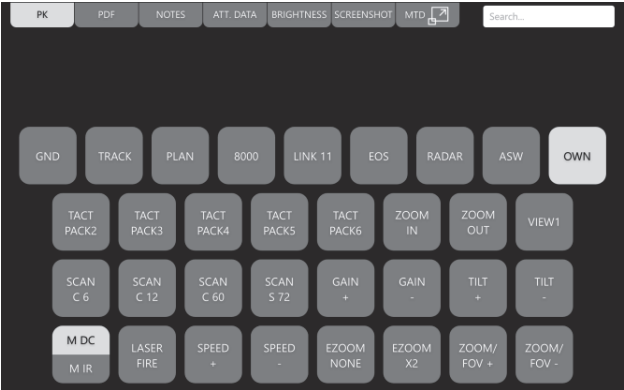 PK PDF NOTES ATT. DATA BRIGHTNESS SCREENSHOT MTD Search...
GND TRACK PLAN 8000 LINK 11 EOS RADAR ASW OWN
TACT TACT TACT TACT TACT ZOOM ZOOM VIEW1
PACK2 PACK3 PACK4 PACK5 PACK6 IN OUT
SCAN SCAN SCAN SCAN GAIN GAIN TILT TILT
C 6 C 12 C 60 S 72 + - + -
M DC LASER SPEED SPEED EZOOM EZOOM ZOOM/ ZOOM/
M IR FIRE + - NONE X2 FOV + FOV -